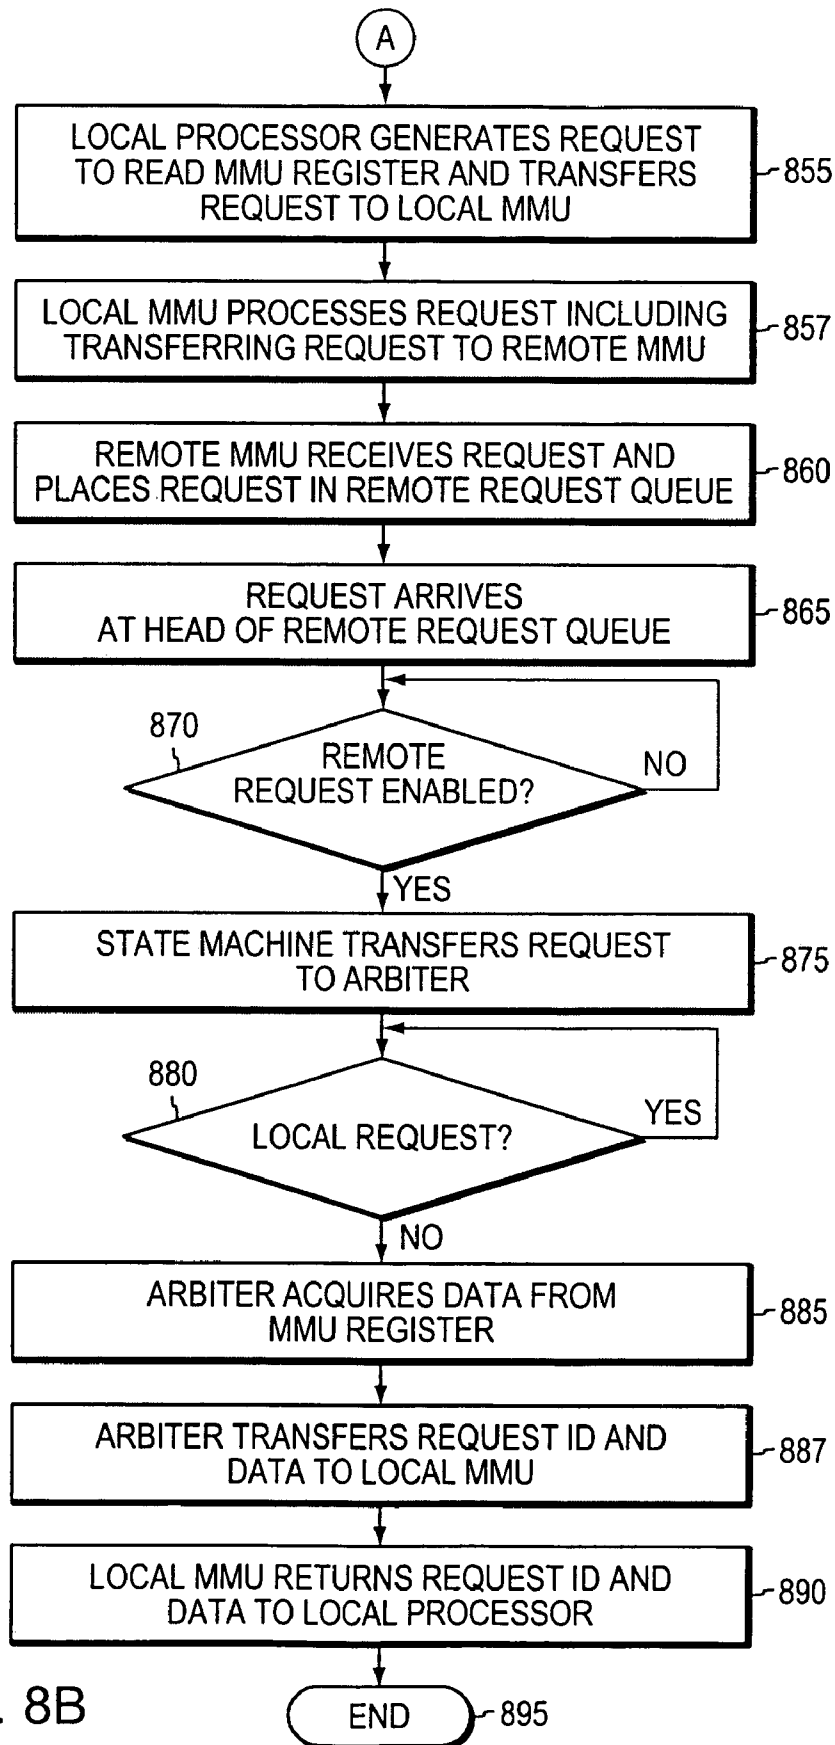 A
LOCAL PROCESSOR GENERATES REQUEST
TO READ MMU REGISTER AND TRANSFERS
REQUEST TO LOCAL MMU
855
LOCAL MMU PROCESSES REQUEST INCLUDING
TRANSFERRING REQUEST TO REMOTE MMU
857
REMOTE MMU RECEIVES REQUEST AND
PLACES REQUEST IN REMOTE REQUEST QUEUE
860
REQUEST ARRIVES
AT HEAD OF REMOTE REQUEST QUEUE
865
870
REMOTE
REQUEST ENABLED?
NO
YES
STATE MACHINE TRANSFERS REQUEST
TO ARBITER
875
880
LOCAL REQUEST?
YES
NO
ARBITER ACQUIRES DATA FROM
MMU REGISTER
885
ARBITER TRANSFERS REQUEST ID AND
DATA TO LOCAL MMU
887
LOCAL MMU RETURNS REQUEST ID AND
DATA TO LOCAL PROCESSOR
890
. 8B
END
895